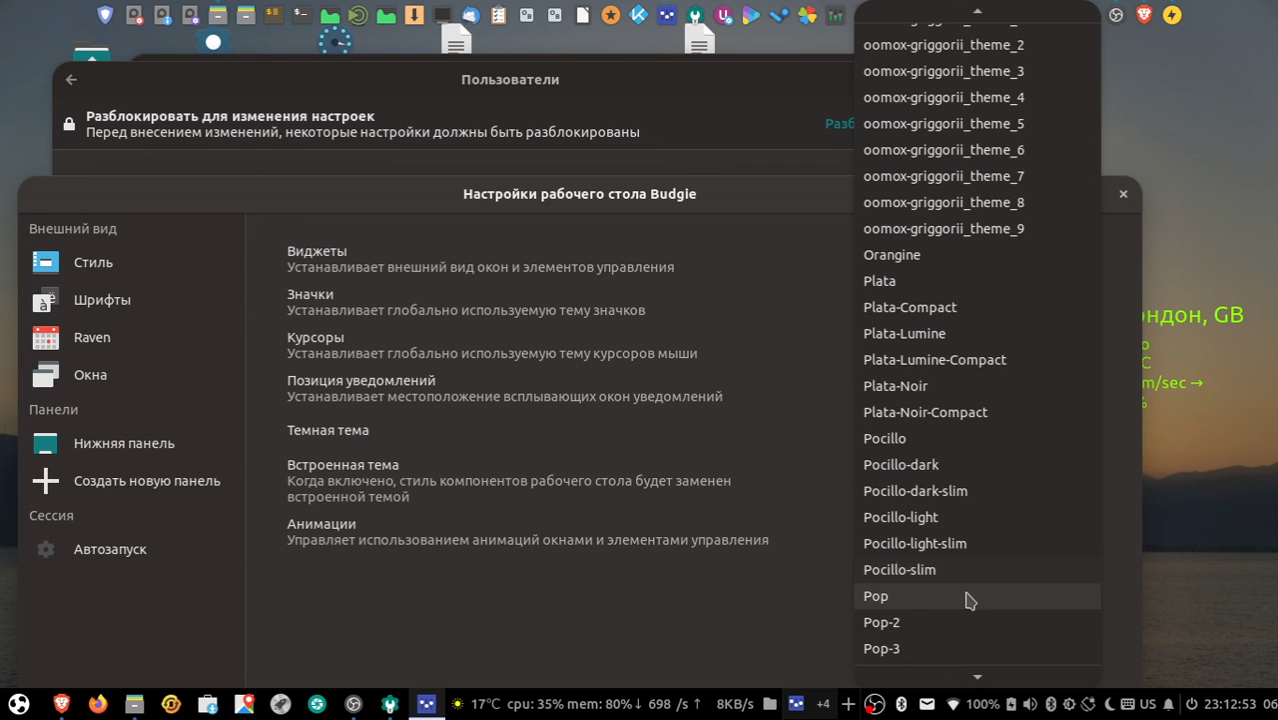 Пользователи
Разблокировать для изменения настроек
Перед внесением изменений, некоторые настройки должны быть разблокированы
Разб
Настройки рабочего стола Budgie
Внешний вид
Стиль
Шрифты
Raven
Окна
Панели
Нижняя панель
Создать новую панель
Сессия
Автозапуск
Виджеты
Устанавливает внешний вид окон и элементов управления
Значки
Устанавливает глобально используемую тему значков
Курсоры
Устанавливает глобально используемую тему курсоров мыши
Позиция уведомлений
Устанавливает местоположение всплывающих окон уведомлений
Темная тема
Встроенная тема
Когда включено, стиль компонентов рабочего стола будет заменен
встроенной темой
Анимации
Управляет использованием анимаций окнами и элементами управления
oomox-griggorii_theme_2
oomox-griggorii_theme_3
oomox-griggorii_theme_4
oomox-griggorii_theme_5
oomox-griggorii_theme_6
oomox-griggorii_theme_7
oomox-griggorii_theme_8
oomox-griggorii_theme_9
Orangine
Plata
Plata-Compact
Plata-Lumine
Plata-Lumine-Compact
Plata-Noir
Plata-Noir-Compact
Pocillo
Pocillo-dark
Pocillo-dark-slim
Pocillo-light
Pocillo-light-slim
Pocillo-slim
Pop
Pop-2
Pop-3
ондон, GB
о
C
m/sec →
%
17℃ cpu: 35% mem: 80%↓ 698 /s ↑ 8KB/s +4 100% US 23:12:53 06